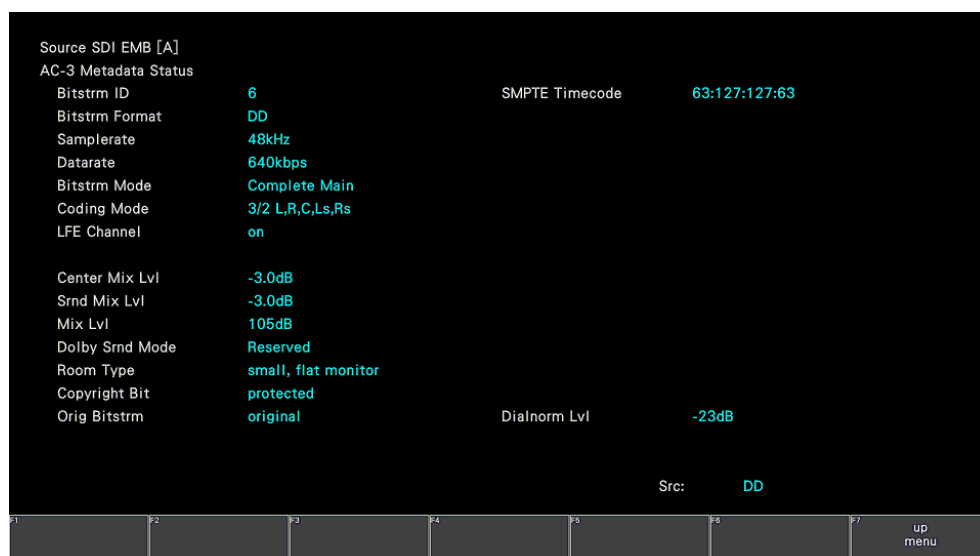 Source SDI EMB [A]
AC-3 Metadata Status
Bitstrm ID 6 SMPTE Timecode 63:127:127:63
Bitstrm Format DD
Samplerate 48kHz
Datarate 640kbps
Bitstrm Mode Complete Main
Coding Mode 3/2 L,R,C,Ls,Rs
LFE Channel on
Center Mix Lvl -3.0dB
Srnd Mix Lvl -3.0dB
Mix Lvl 105dB
Dolby Srnd Mode Reserved
Room Type small, flat monitor
Copyright Bit protected
Orig Bitstrm original Dialnorm Lvl -23dB
Src: DD
F1 F2 F3 F4 F5 F6 F7 up
menu